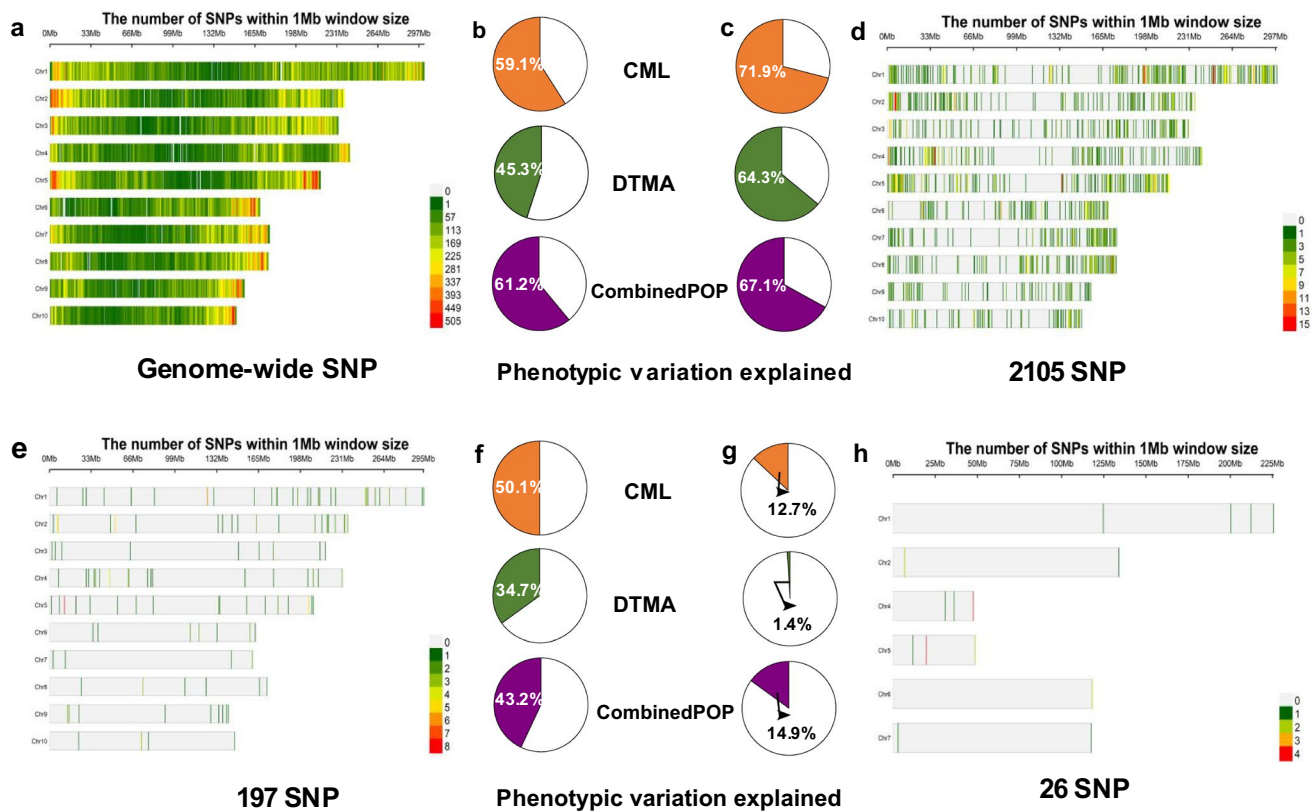 a
The number of SNPs within 1Mb window size
0Mb 33Mb 66Mb 99Mb 132Mb 165Mb 198Mb 231Mb 264Mb 297Mb
Chr1
Chr2
Chr3
Chr4
Chr5
Chr6
Chr7
Chr8
Chr9
Chr10
0
1
57
113
169
225
281
337
393
449
505
Genome-wide SNP
b
59.1%
45.3%
61.2%
CML
DTMA
CombinedPOP
c
71.9%
64.3%
67.1%
Phenotypic variation explained
d
The number of SNPs within 1Mb window size
0Mb 33Mb 66Mb 99Mb 132Mb 165Mb 198Mb 231Mb 264Mb 297Mb
Chr1
Chr2
Chr3
Chr4
Chr5
Chr6
Chr7
Chr8
Chr9
Chr10
0
1
3
5
7
9
11
13
15
2105 SNP
e
The number of SNPs within 1Mb window size
0Mb 33Mb 66Mb 99Mb 132Mb 165Mb 198Mb 231Mb 264Mb 295Mb
Chr1
Chr2
Chr3
Chr4
Chr5
Chr6
Chr7
Chr8
Chr9
Chr10
0
1
2
3
4
5
6
7
8
197 SNP
f
50.1%
34.7%
43.2%
CML
DTMA
CombinedPOP
g
12.7%
1.4%
14.9%
Phenotypic variation explained
h
The number of SNPs within 1Mb window size
0Mb 25Mb 50Mb 75Mb 100Mb 125Mb 150Mb 175Mb 200Mb 225Mb
Chr1
Chr2
Chr4
Chr5
Chr6
Chr7
0
1
2
3
4
26 SNP